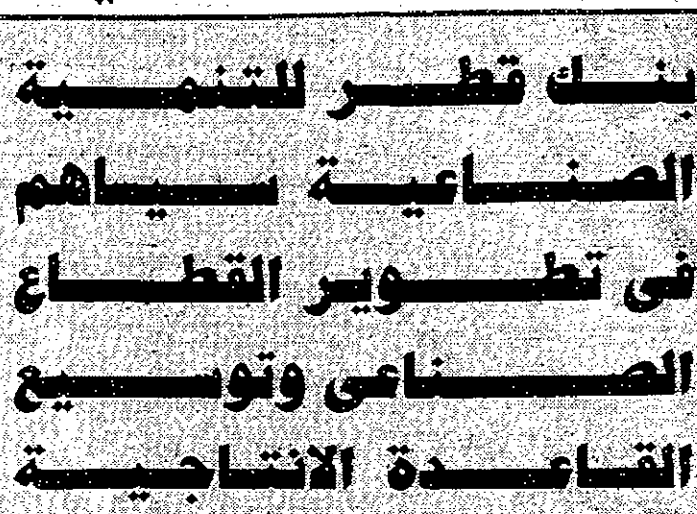 بنك قطر للتنمية
الصناعية سيساهم
فى تطوير القطاع
الصناعى وتوسيع
القاعدة الانتاجية